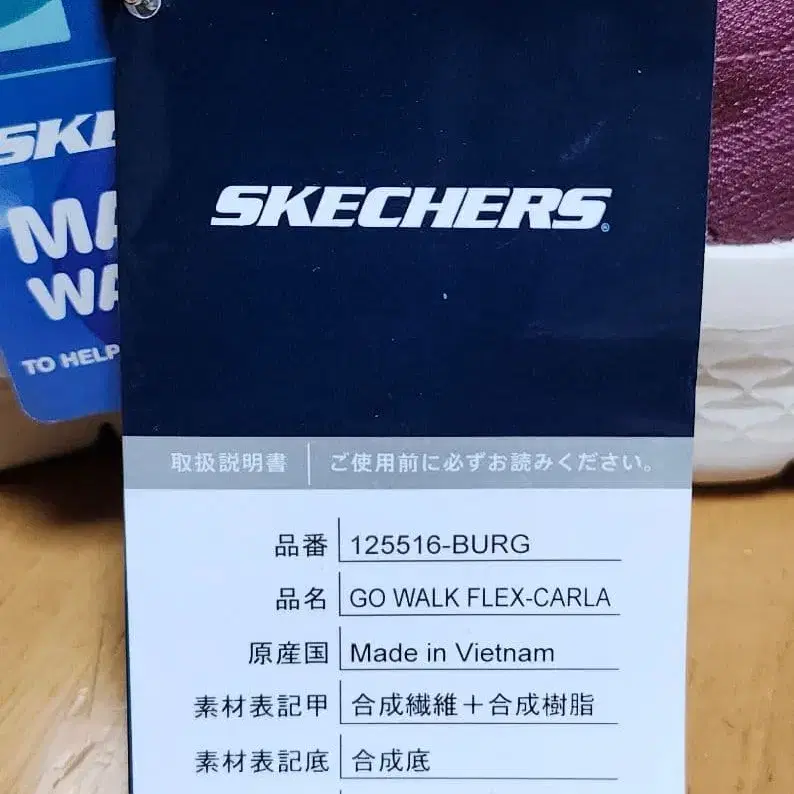 SKECHERS
取扱説明書 ご使用前に必ずお読みください。
品番 125516-BURG
品名 GO WALK FLEX-CARLA
原産国 Made in Vietnam
素材表記甲 合成繊維+合成樹脂
素材表記底 合成底
TO HELP